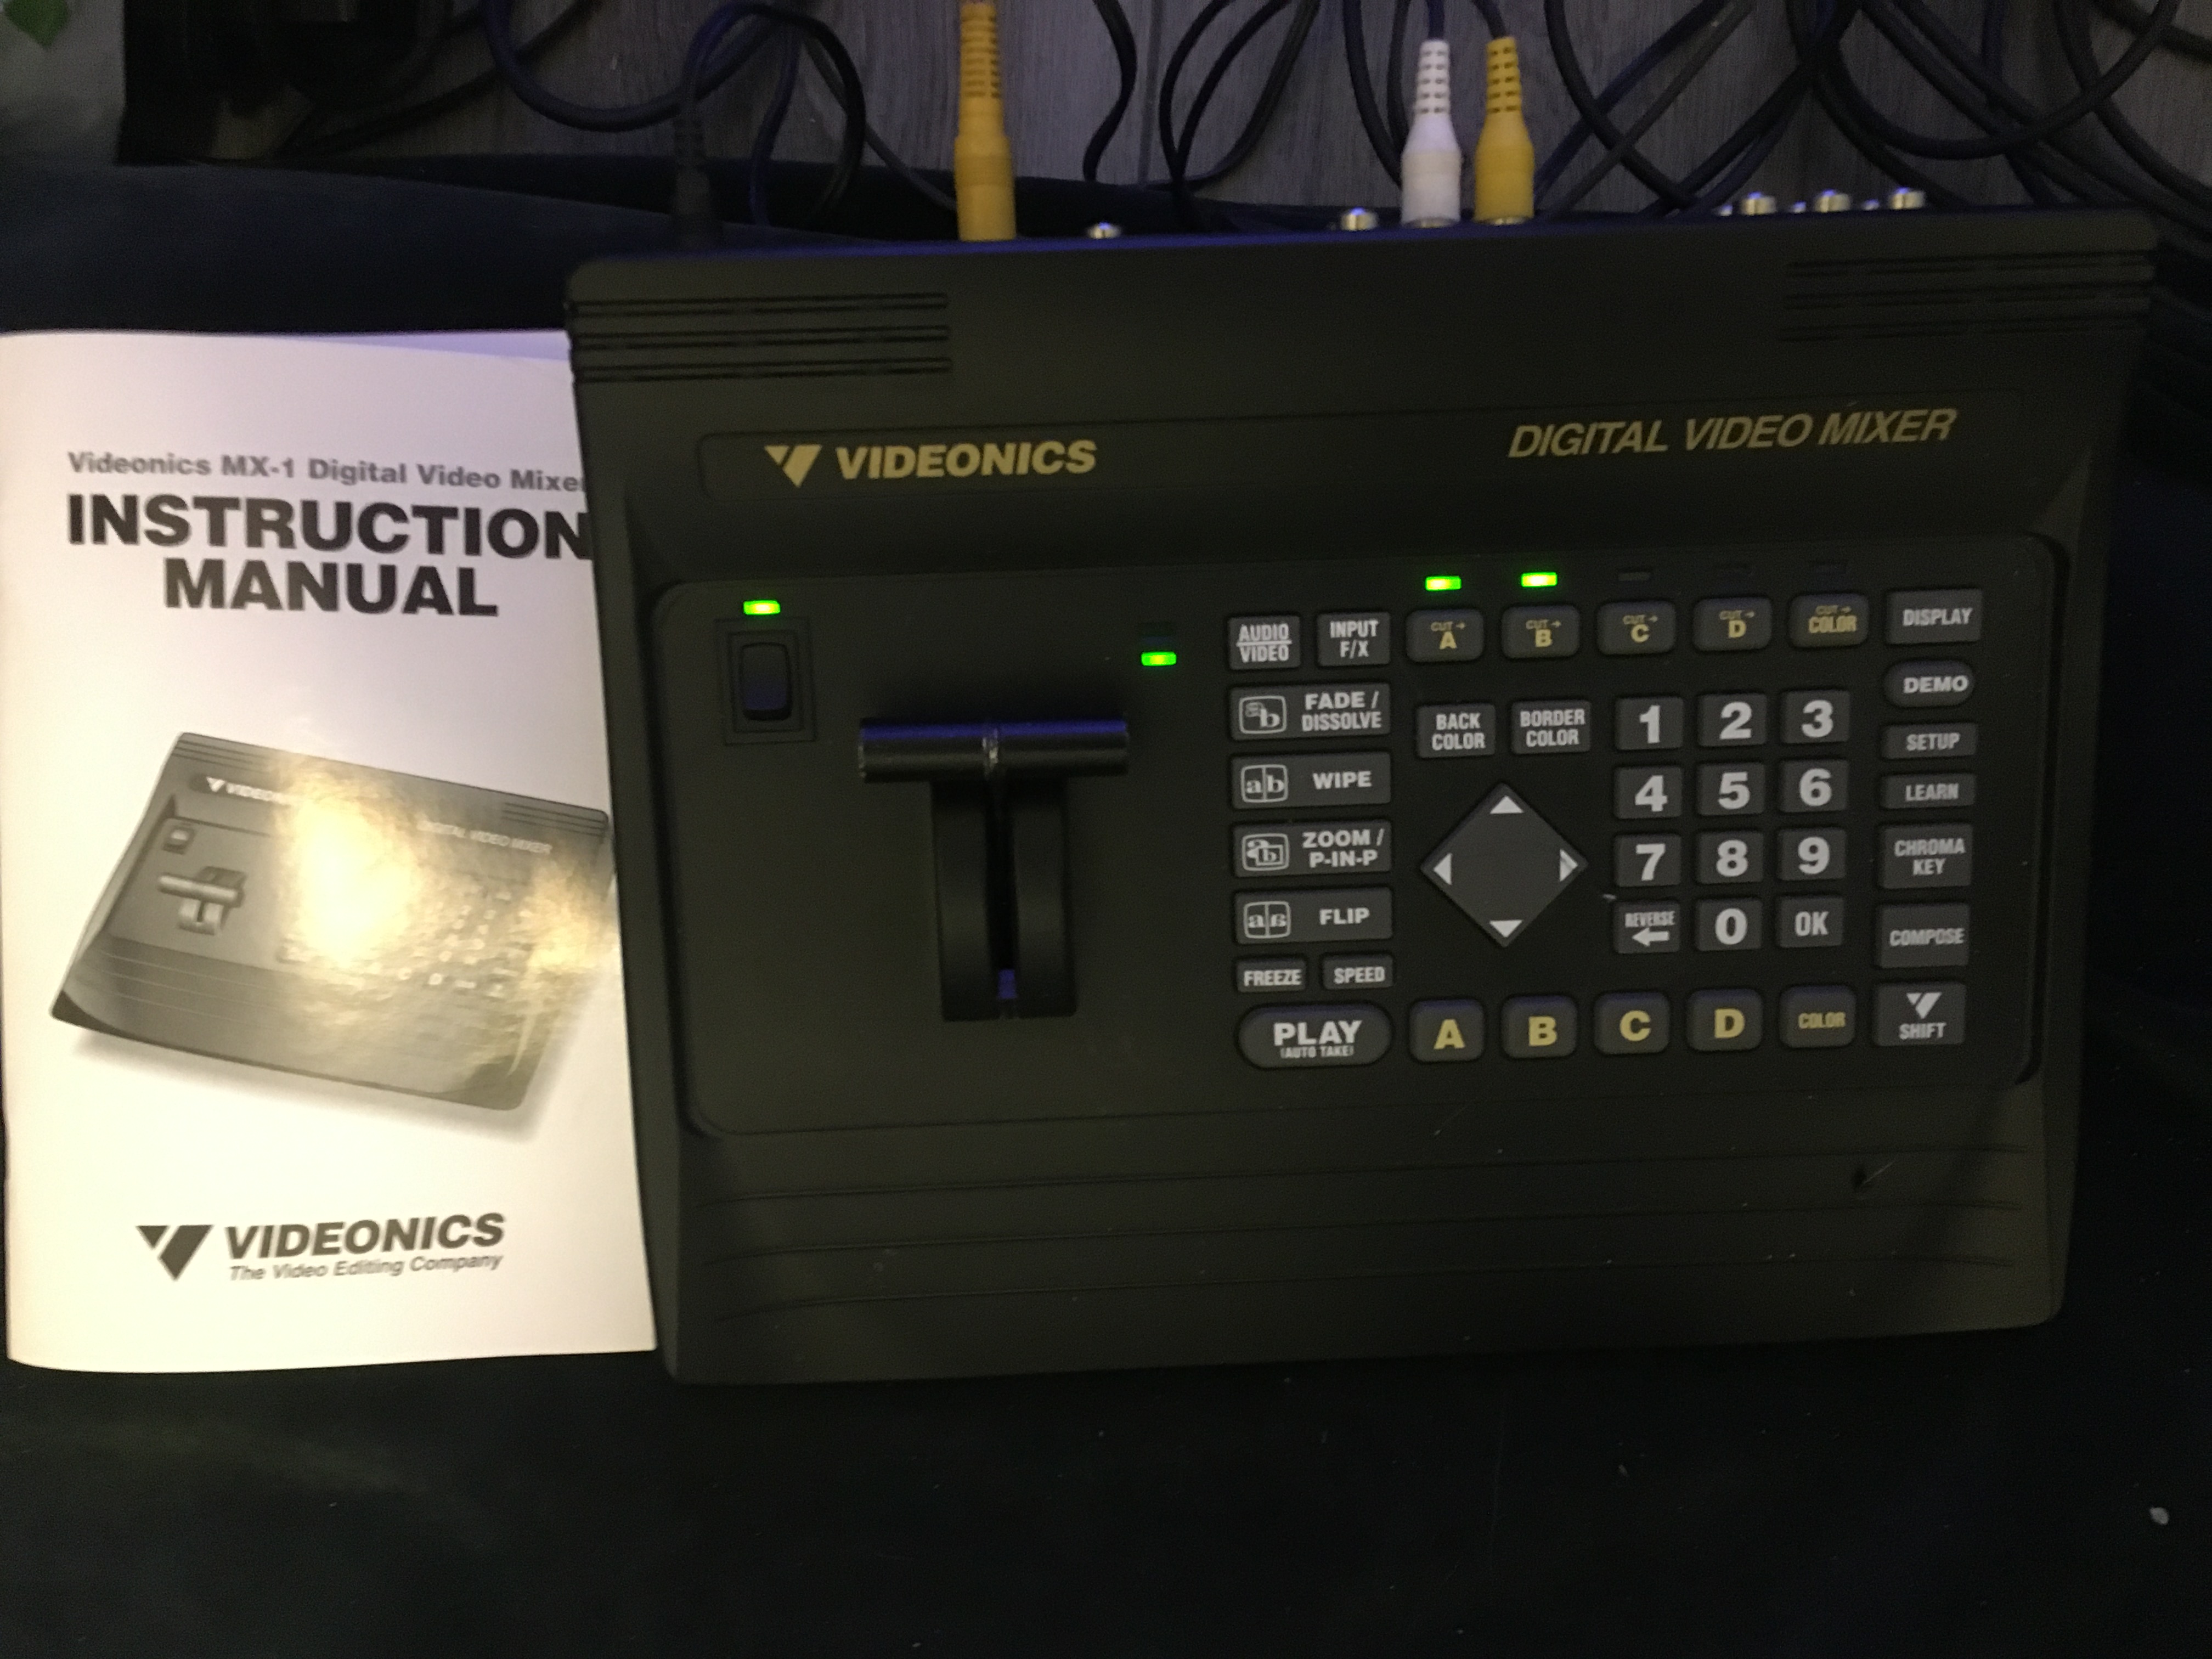 Videonics MX-1 Digital Video Mixer
INSTRUCTION
MANUAL
VIDEONICS
The Video Editing Company
VIDEONICS
DIGITAL VIDEO MIXER
AUDIO
VIDEO
INPUT
F/X
CUT→
A
CUT→
B
CUT→
C
CUT→
D
CUT→
COLOR
DISPLAY
a b
FADE /
DISSOLVE
BACK
COLOR
BORDER
COLOR
1
2
3
DEMO
a b
WIPE
4
5
6
SETUP
a b
ZOOM /
P-IN-P
7
8
9
LEARN
a a
FLIP
REVERSE
0
OK
CHROMA
KEY
FREEZE
SPEED
COMPOSE
PLAY
(AUTO TAKE)
A
B
C
D
COLOR
SHIFT